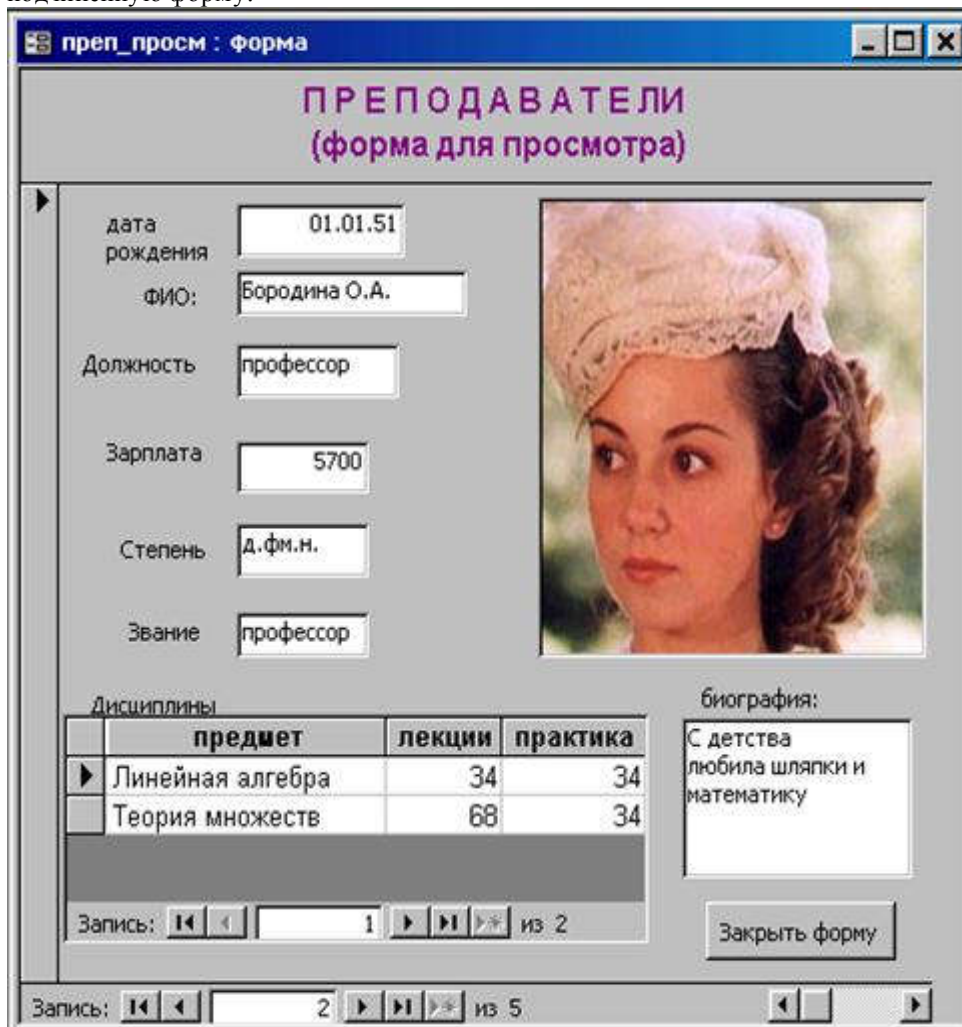 преп_просм : форма
ПРЕПОДАВАТЕЛИ
(форма для просмотра)
дата
рождения
01.01.51
ФИО:
Бородина О.А.
Должность
профессор
Зарплата
5700
Степень
д.фм.н.
Звание
профессор
Дисциплины
предмет лекции практика
Линейная алгебра 34 34
Теория множеств 68 34
Запись: 1 из 2
биография:
С детства
любила шляпки и
математику
Закрыть форму
Запись: 2 из 5